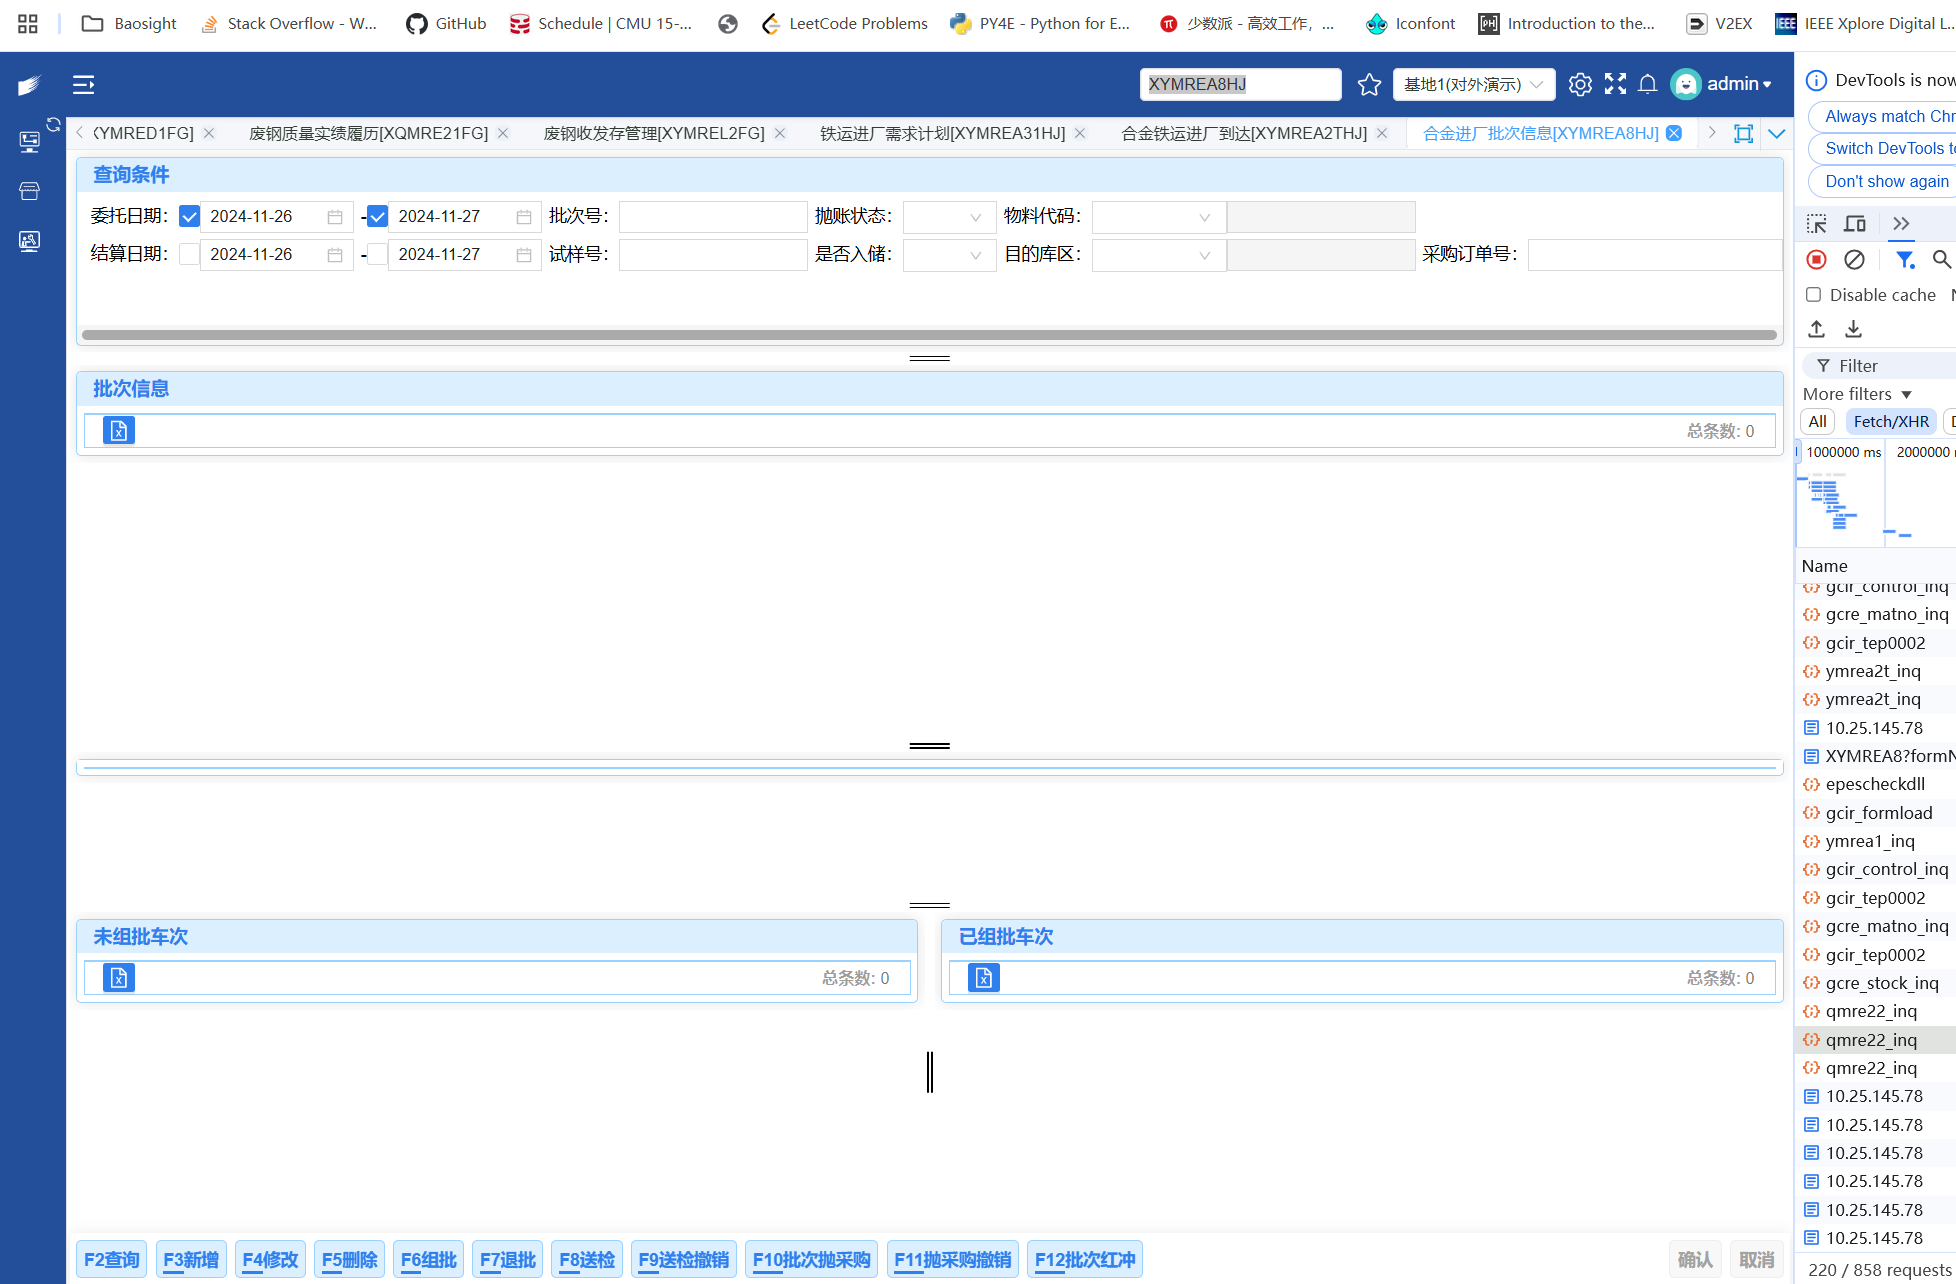 Baosight
Stack Overflow - W...
GitHub
Schedule | CMU 15-...
LeetCode Problems
PY4E - Python for E...
少数派 - 高效工作，...
Iconfont
Introduction to the...
V2EX
IEEE Xplore Digital L...
XYMREA8HJ
基地1(对外演示)
admin
XYMRED1FG]
废钢质量实绩履历[XQMRE21FG]
废钢收发存管理[XYMREL2FG]
铁运进厂需求计划[XYMREA31HJ]
合金铁运进厂到达[XYMREA2THJ]
合金进厂批次信息[XYMREA8HJ]
查询条件
委托日期: 2024-11-26 - 2024-11-27 批次号: 抛账状态: 物料代码:
结算日期: 2024-11-26 - 2024-11-27 试样号: 是否入储: 目的库区: 采购订单号:
批次信息
总条数: 0
未组批车次
总条数: 0
已组批车次
总条数: 0
F2查询 F3新增 F4修改 F5删除 F6组批 F7退批 F8送检 F9送检撤销 F10批次抛采购 F11抛采购撤销 F12批次红冲 确认 取消
DevTools is now
Always match Chr
Switch DevTools to
Don't show again
Disable cache
Filter
More filters
All Fetch/XHR
1000000 ms 2000000
Name
gcir_control_inq
gcre_matno_inq
gcir_tep0002
ymrea2t_inq
ymrea2t_inq
10.25.145.78
XYMREA8?formN
epescheckdll
gcir_formload
ymrea1_inq
gcir_control_inq
gcir_tep0002
gcre_matno_inq
gcir_tep0002
gcre_stock_inq
qmre22_inq
qmre22_inq
qmre22_inq
10.25.145.78
10.25.145.78
10.25.145.78
10.25.145.78
10.25.145.78
10.25.145.78
220 / 858 requests